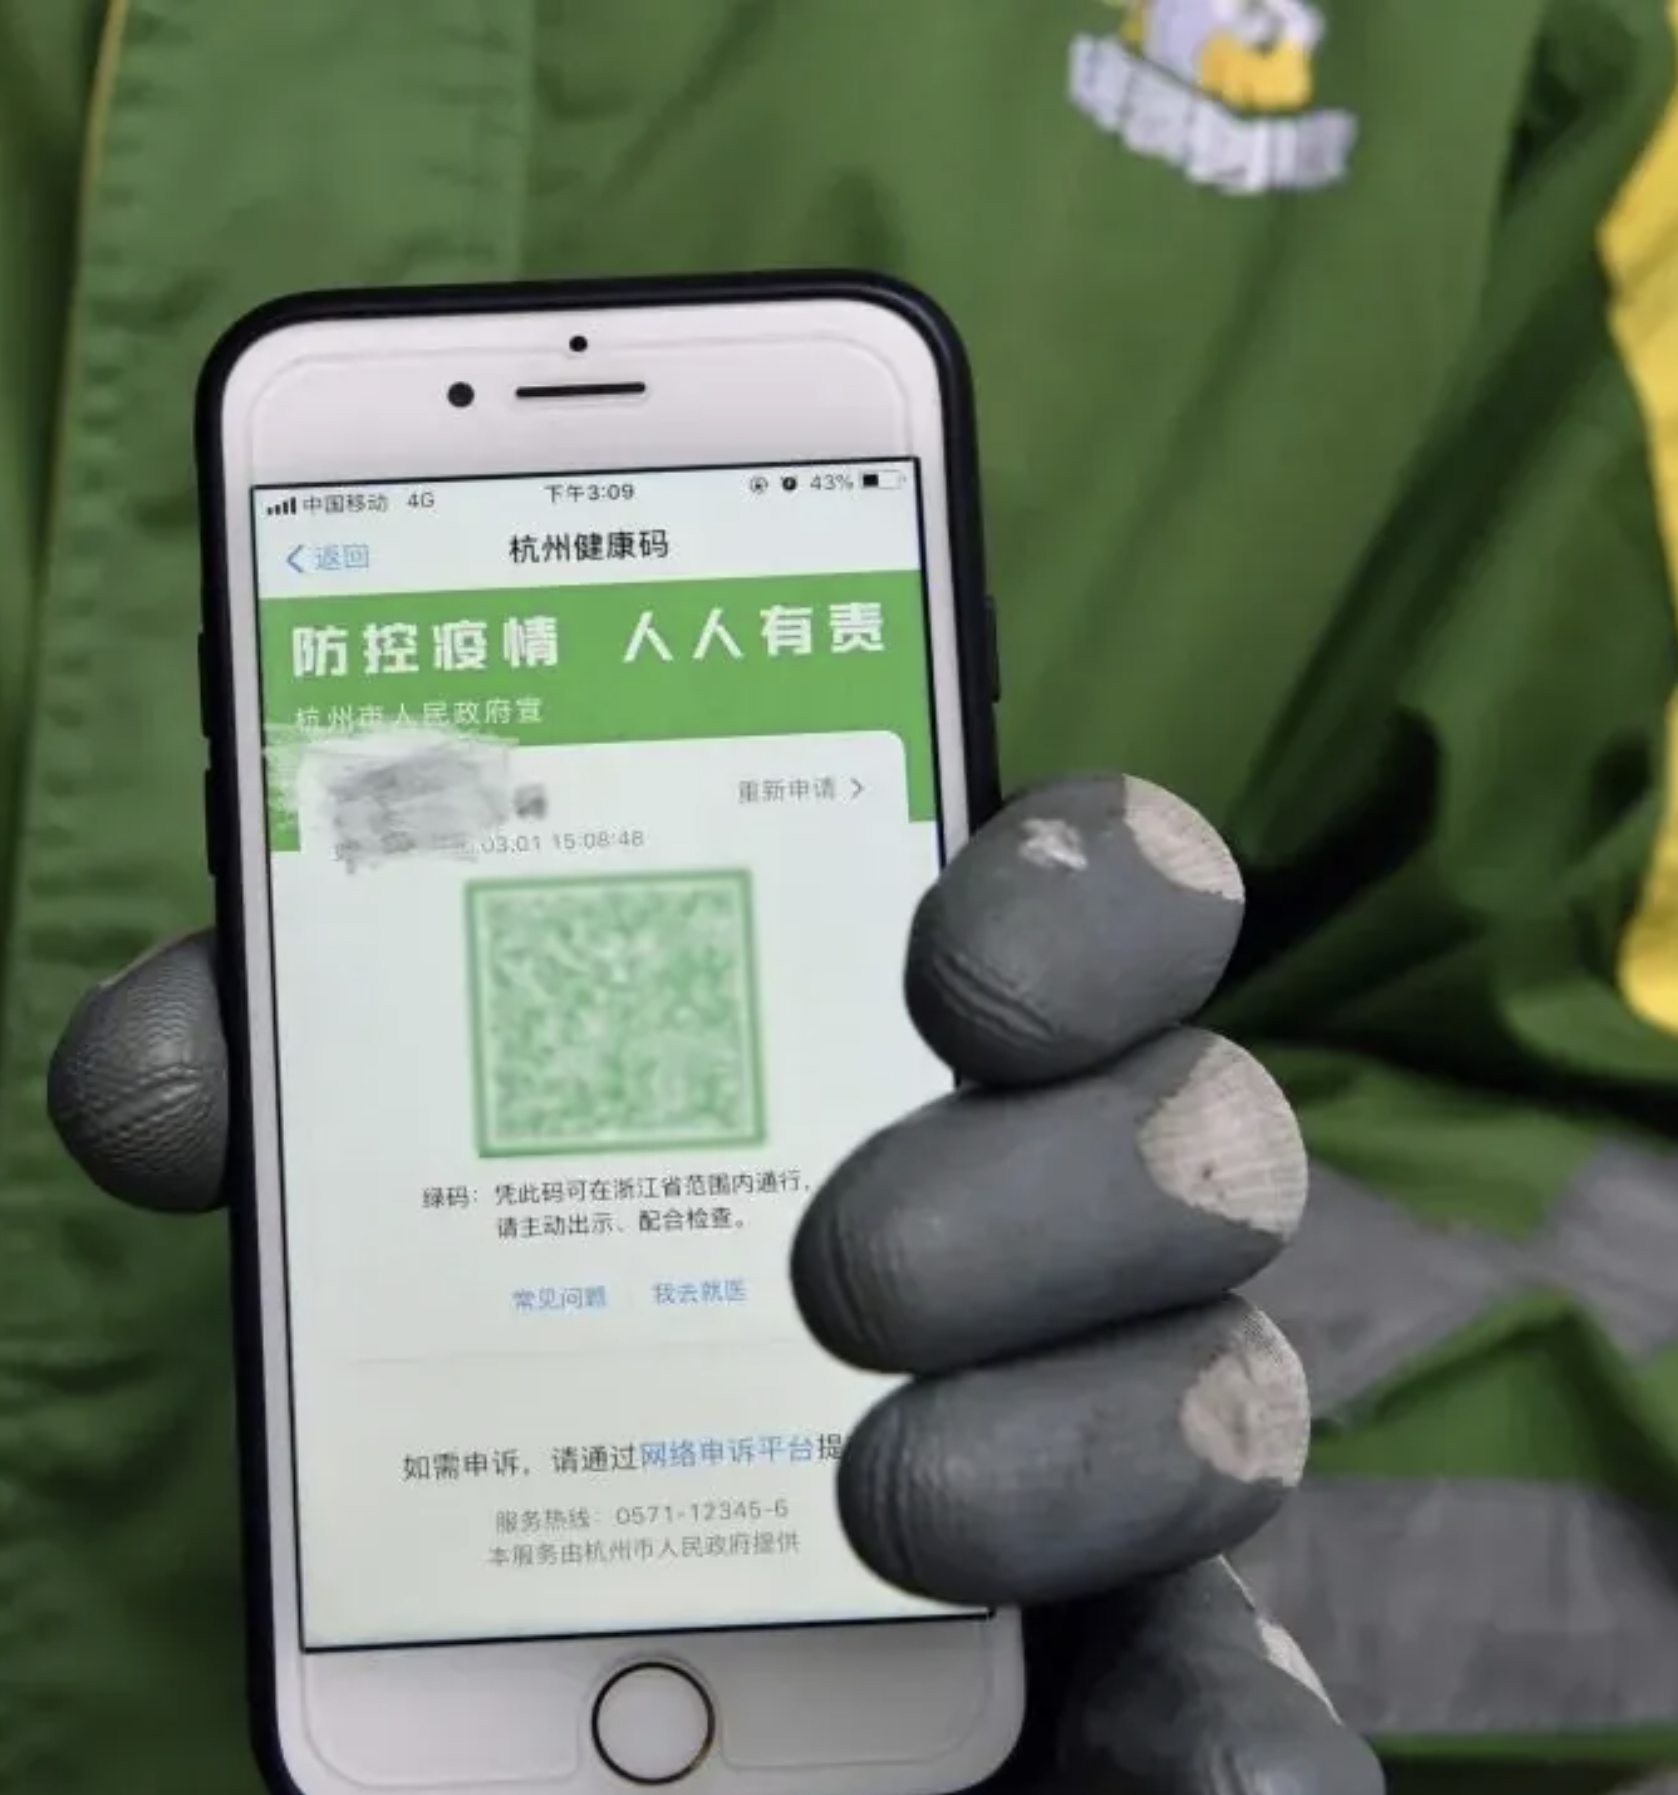 中国移动 4G 下午3:09 43%
返回 杭州健康码
防控疫情 人人有责
杭州市人民政府宣
重新申请
.03.01 15:08:48
绿码：凭此码可在浙江省范围内通行，
请主动出示、配合检查。
常见问题 我去就医
如需申诉，请通过网络申诉平台提
服务热线：0571-12345-6
本服务由杭州市人民政府提供